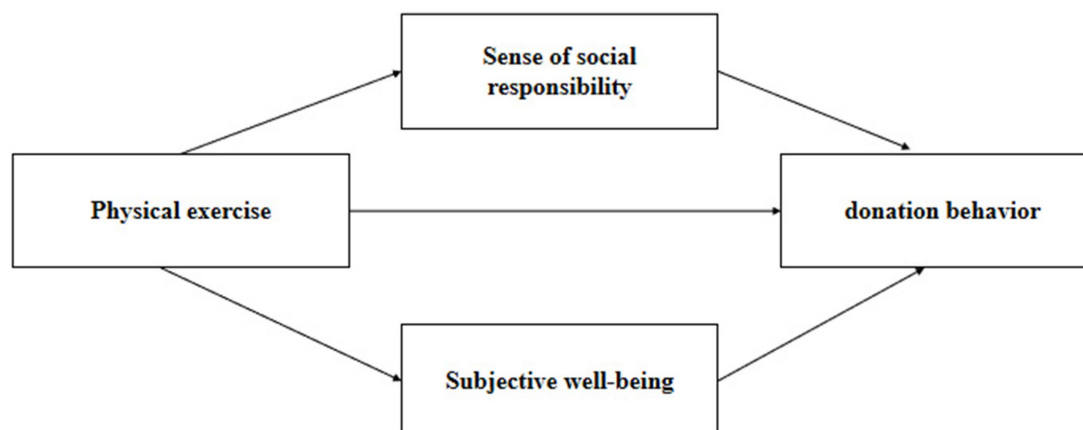 Sense of social
responsibility
Physical exercise
donation behavior
Subjective well-being